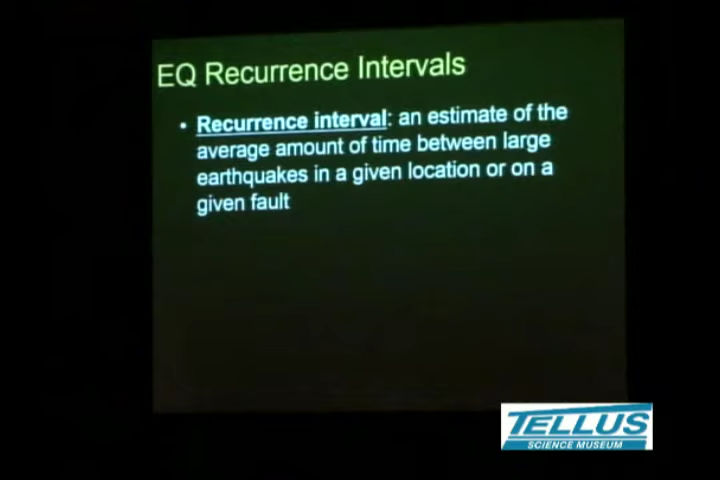 EQ Recurrence Intervals
• Recurrence interval: an estimate of the
average amount of time between large
earthquakes in a given location or on a
given fault
TELLUS
SCIENCE MUSEUM